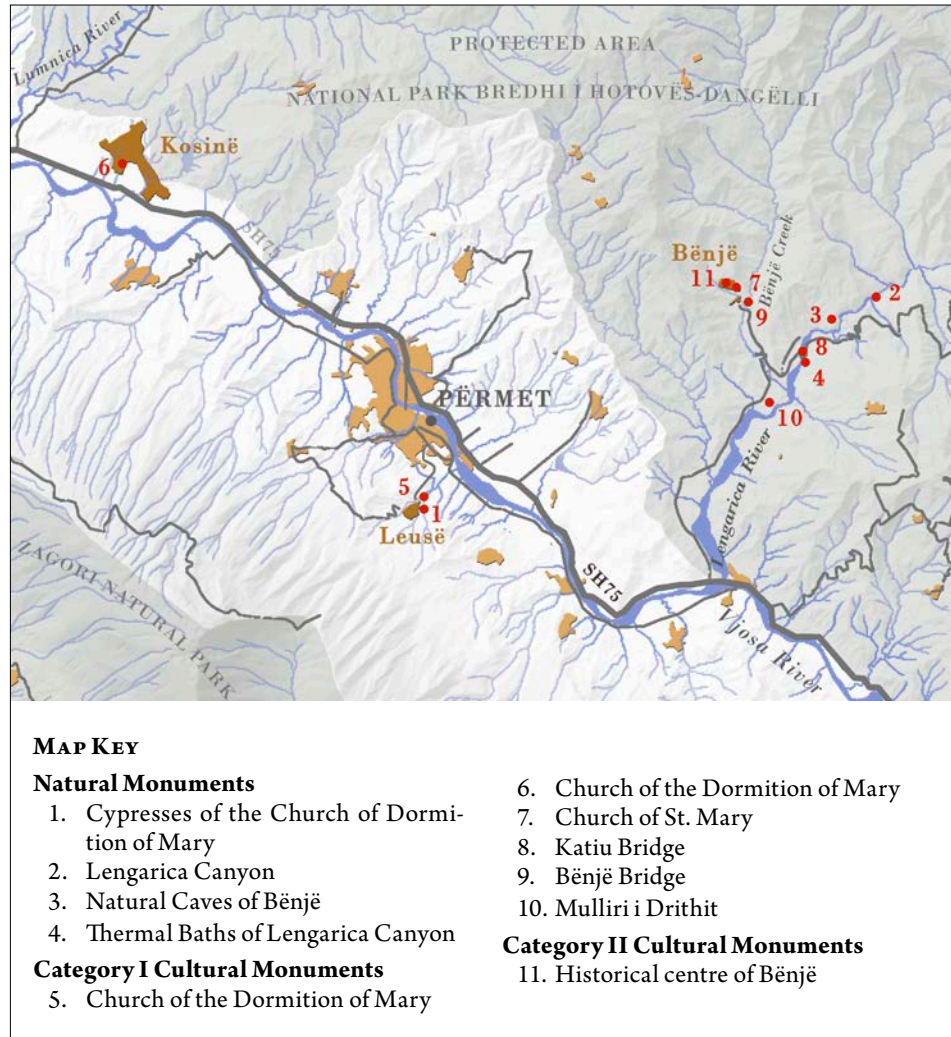 Lumnica River
PROTECTED AREA
NATIONAL PARK BREDHI I HOTOVËS-DANGËLLI
Kosinë
6
SH75
Bënjë
Bënjë Creek
11
7
9
2
3
8
4
10
PËRMET
Lengarica River
5
1
Leusë
SH75
Vjosa River
ZAGORI NATURAL PARK
MAP KEY
Natural Monuments
1. Cypresses of the Church of Dormi-
tion of Mary
2. Lengarica Canyon
3. Natural Caves of Bënjë
4. Thermal Baths of Lengarica Canyon
Category I Cultural Monuments
5. Church of the Dormition of Mary
6. Church of the Dormition of Mary
7. Church of St. Mary
8. Katiu Bridge
9. Bënjë Bridge
10. Mulliri i Drithit
Category II Cultural Monuments
11. Historical centre of Bënjë